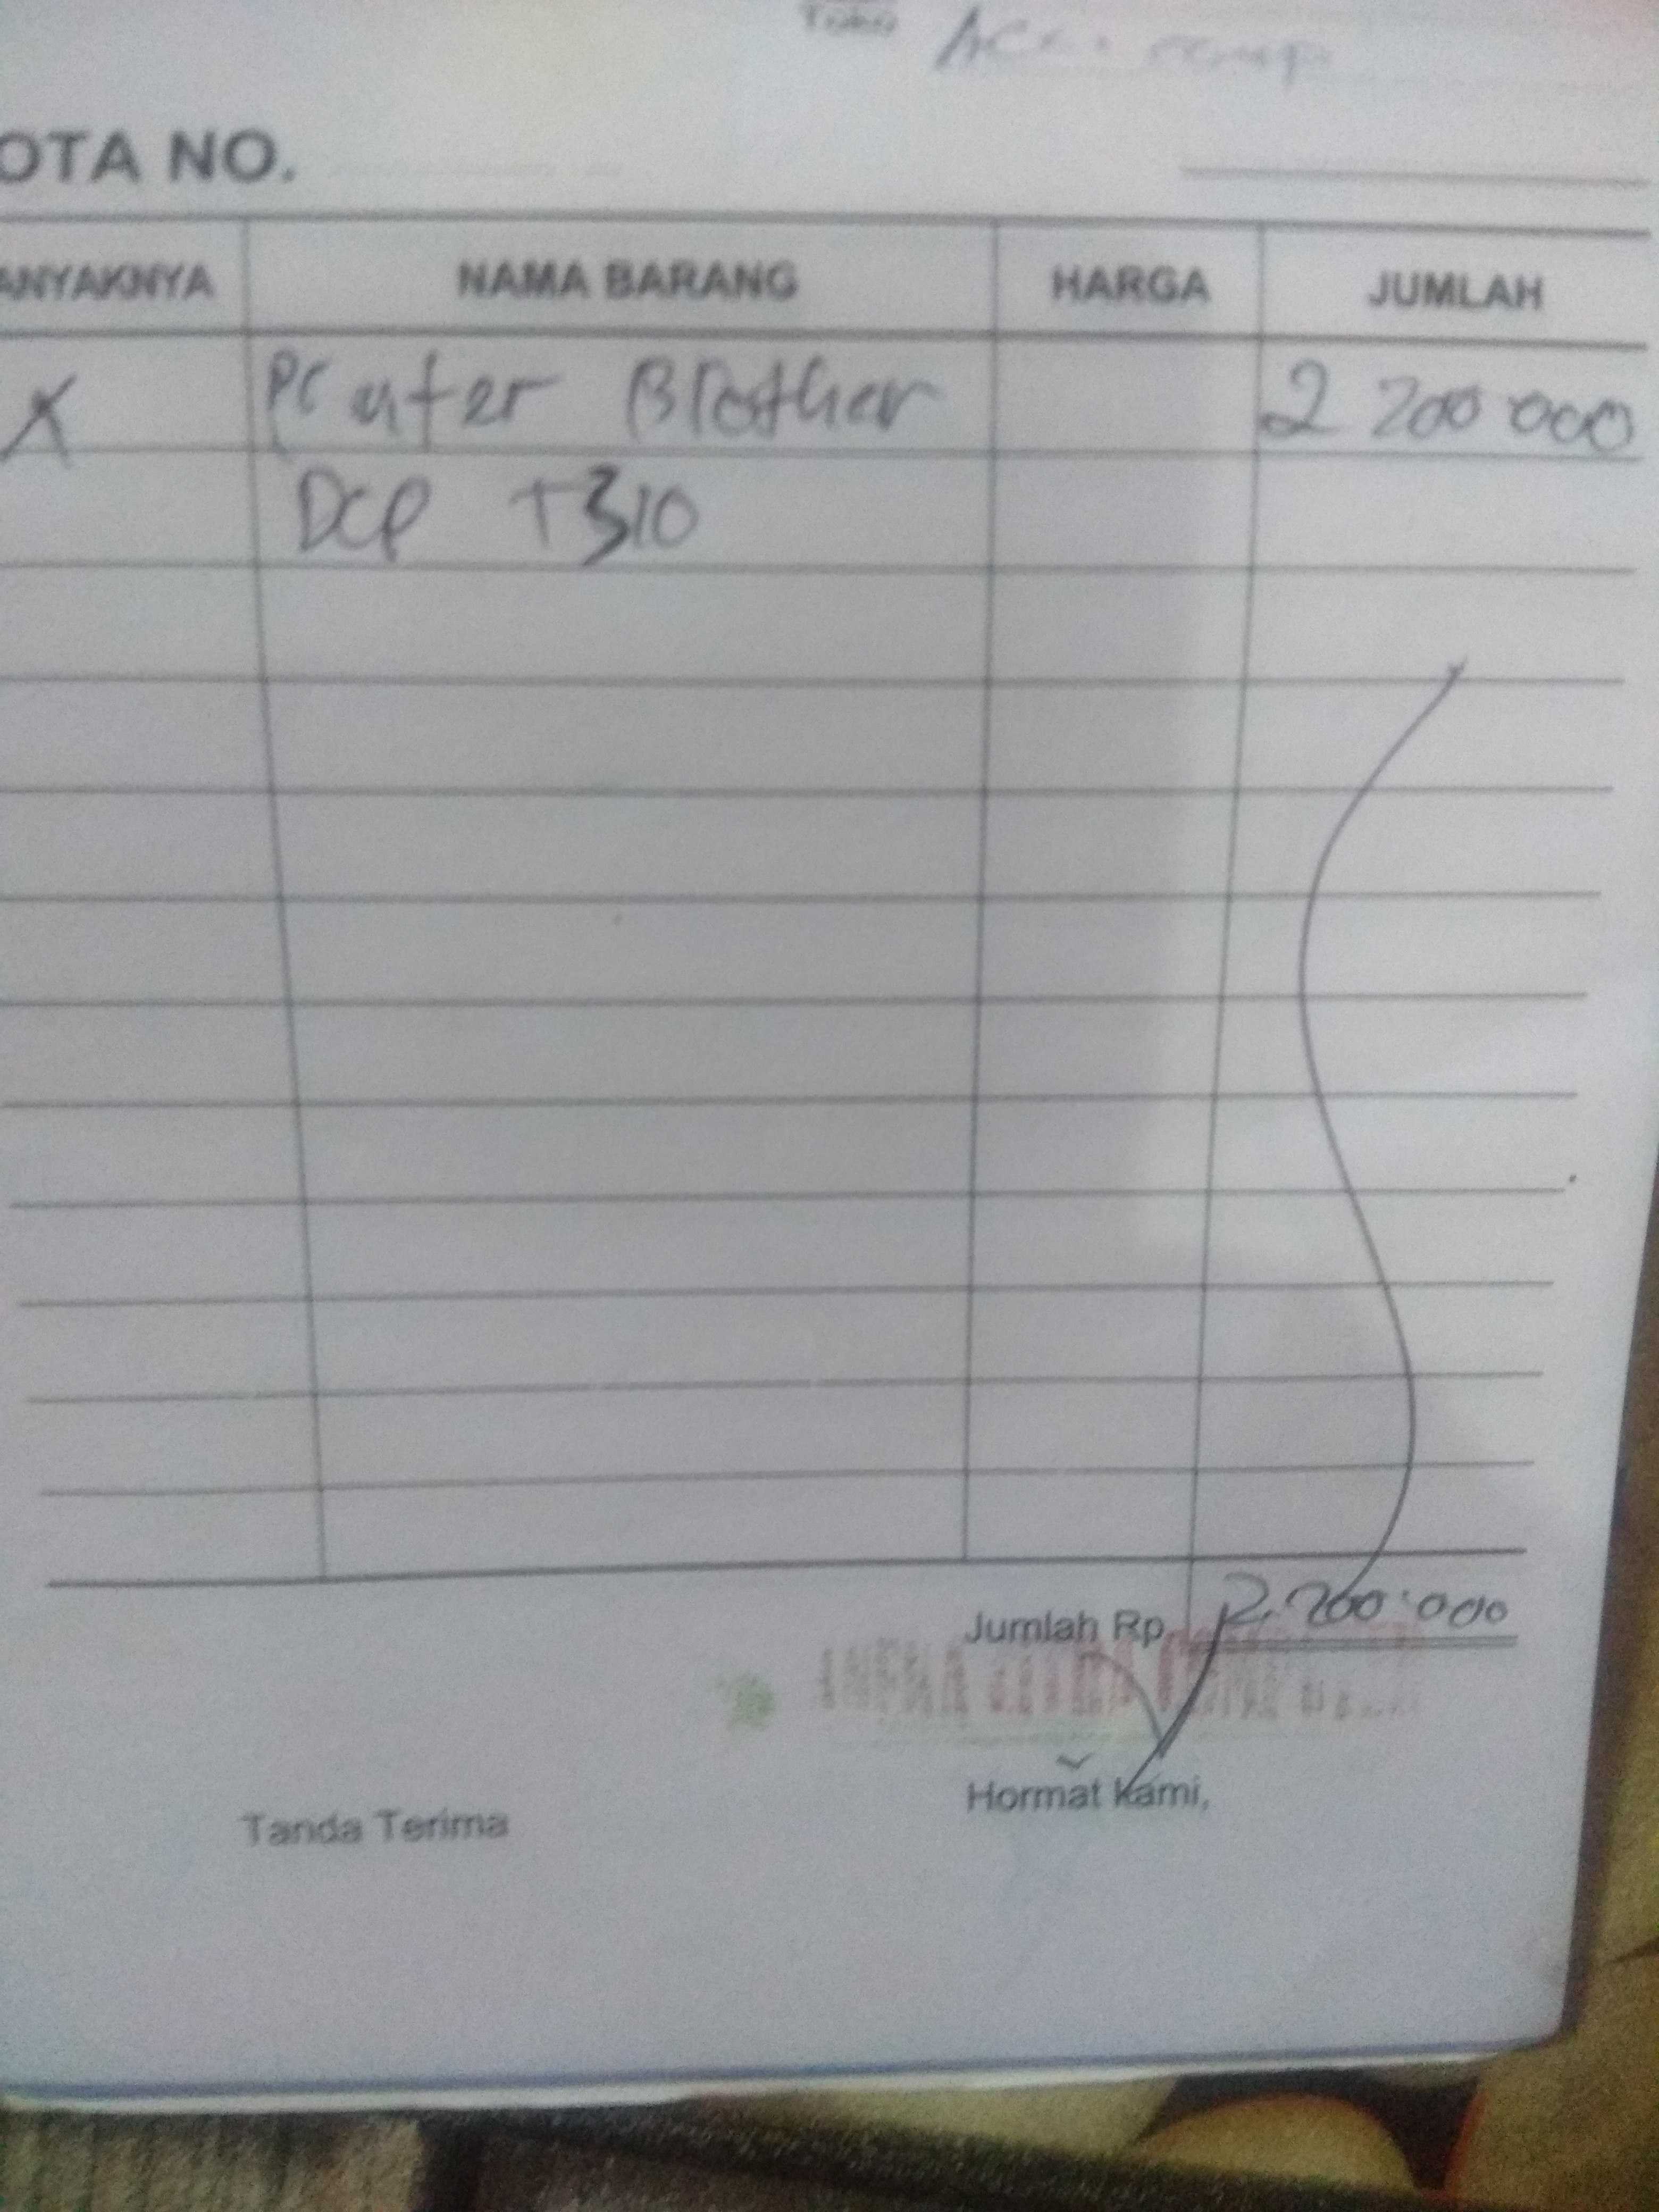 Toko
OTA NO.
ANYAKNYA NAMA BARANG HARGA JUMLAH
Printer Brother 2 200 000
DCP T310
Jumlah Rp. 2.200.000
Hormat kami,
Tanda Terima